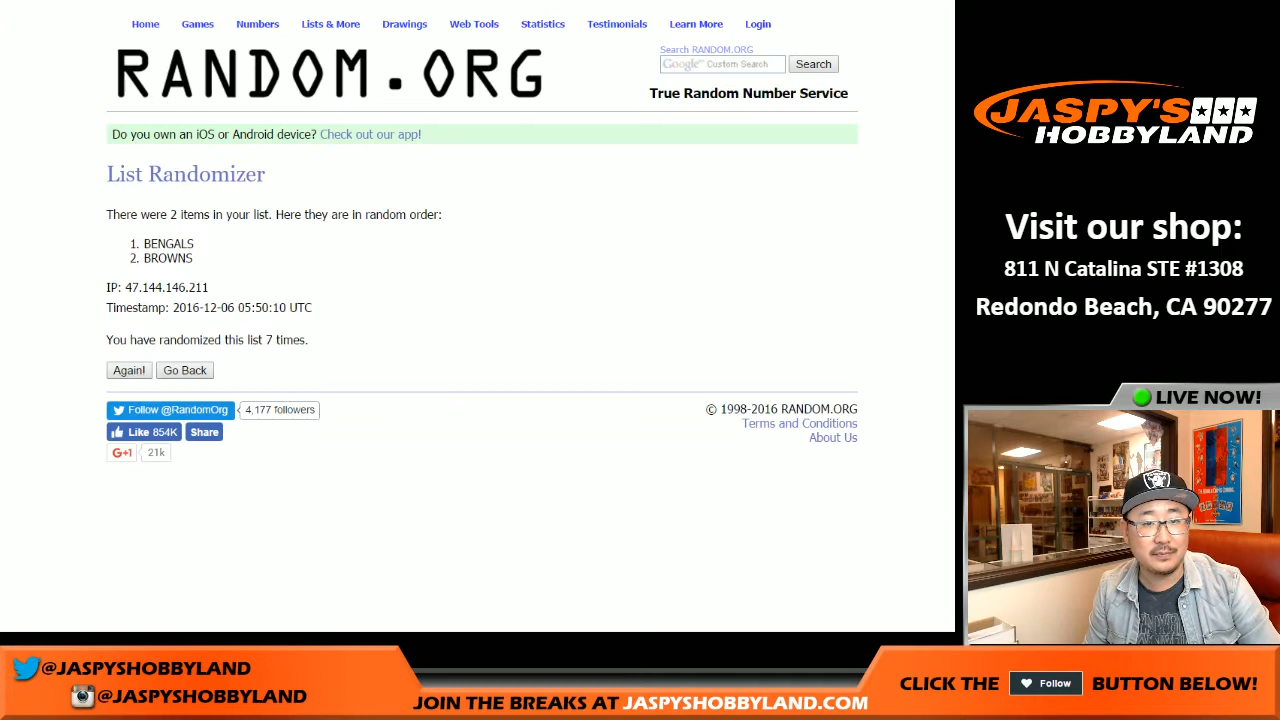 Home Games Numbers Lists & More Drawings Web Tools Statistics Testimonials Learn More Login
RANDOM.ORG
Search RANDOM.ORG
Google™ Custom Search Search
True Random Number Service
Do you own an iOS or Android device? Check out our app!
List Randomizer
There were 2 items in your list. Here they are in random order:
1. BENGALS
2. BROWNS
IP: 47.144.146.211
Timestamp: 2016-12-06 05:50:10 UTC
You have randomized this list 7 times.
Again! Go Back
Follow @RandomOrg 4,177 followers
Like 854K Share
G+1 21k
© 1998-2016 RANDOM.ORG
Terms and Conditions
About Us
JASPY'S
HOBBYLAND
Visit our shop:
811 N Catalina STE #1308
Redondo Beach, CA 90277
LIVE NOW!
@JASPYSHOBBYLAND
@JASPYSHOBBYLAND
JOIN THE BREAKS AT JASPYSHOBBYLAND.COM
CLICK THE Follow BUTTON BELOW!